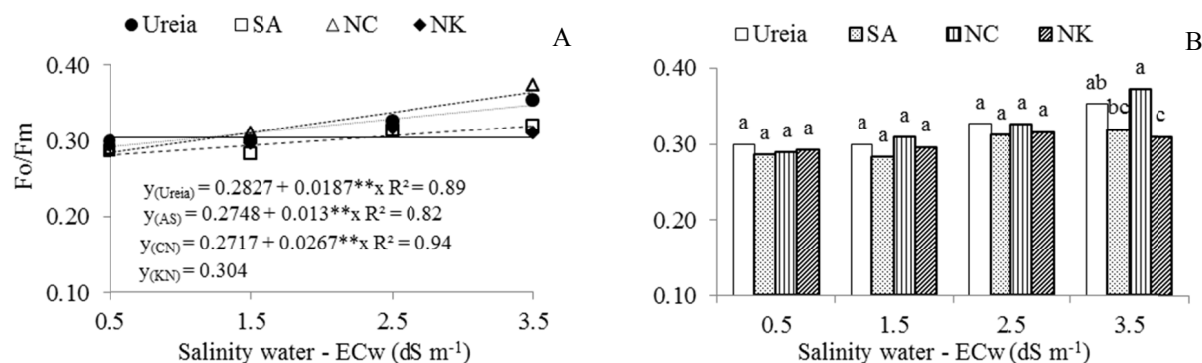 Ureia SA NC NK
A
Fo/Fm
0.40
0.30
0.20
0.10
y(Ureia) = 0.2827 + 0.0187**x R² = 0.89
y(AS) = 0.2748 + 0.013**x R² = 0.82
y(CN) = 0.2717 + 0.0267**x R² = 0.94
y(KN) = 0.304
0.5 1.5 2.5 3.5
Salinity water - ECw (dS m⁻¹)
Ureia SA NC NK
B
0.40
0.30
0.20
0.10
a a a a
a a a a
a a a a
ab bc a c
0.5 1.5 2.5 3.5
Salinity water - ECw (dS m⁻¹)